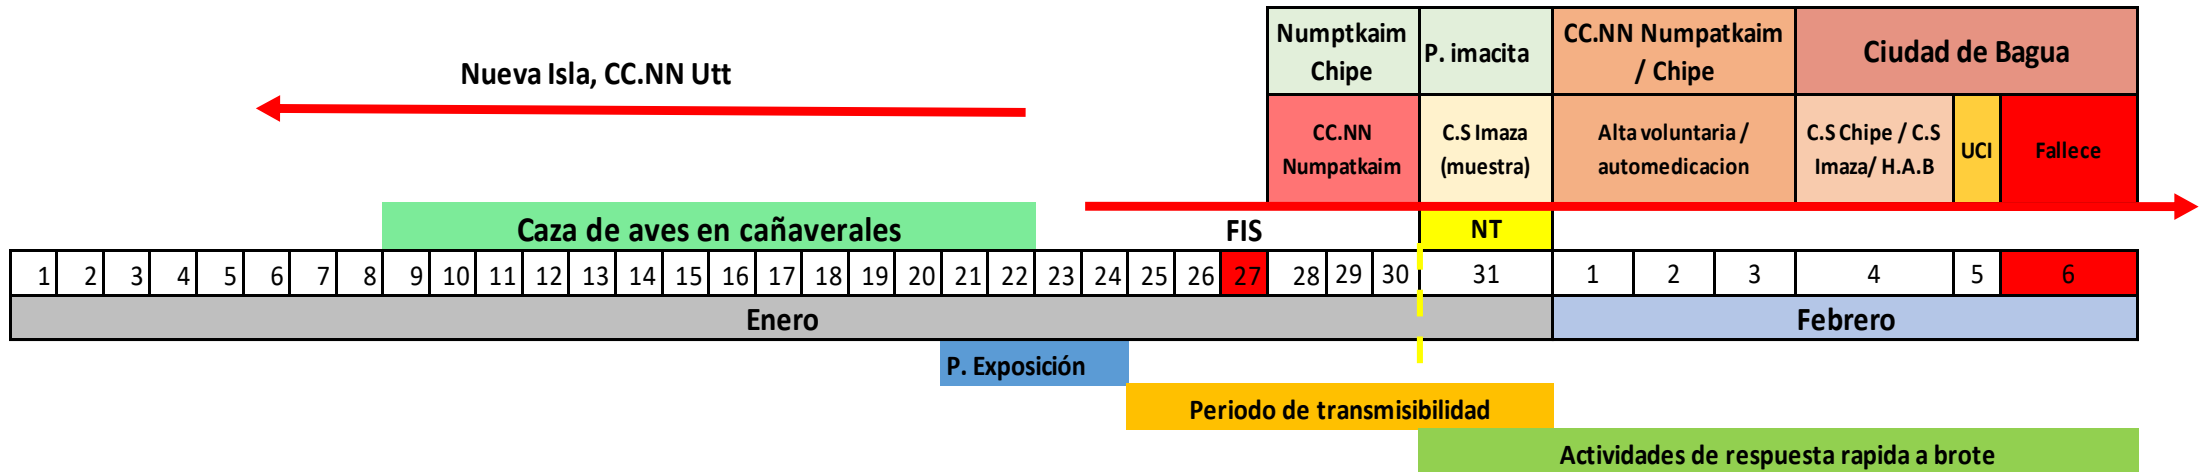 Numptkaim
Chipe
P. imacita
CC.NN Numpatkaim
/ Chipe
Ciudad de Bagua
Nueva Isla, CC.NN Utt
CC.NN
Numpatkaim
C.S Imaza
(muestra)
Alta voluntaria /
automedicacion
C.S Chipe / C.S
Imaza/ H.A.B
UCI
Fallece
Caza de aves en cañaverales
FIS
NT
1 2 3 4 5 6 7 8 9 10 11 12 13 14 15 16 17 18 19 20 21 22 23 24 25 26 27 28 29 30 31 1 2 3 4 5 6
Enero
Febrero
P. Exposición
Periodo de transmisibilidad
Actividades de respuesta rapida a brote